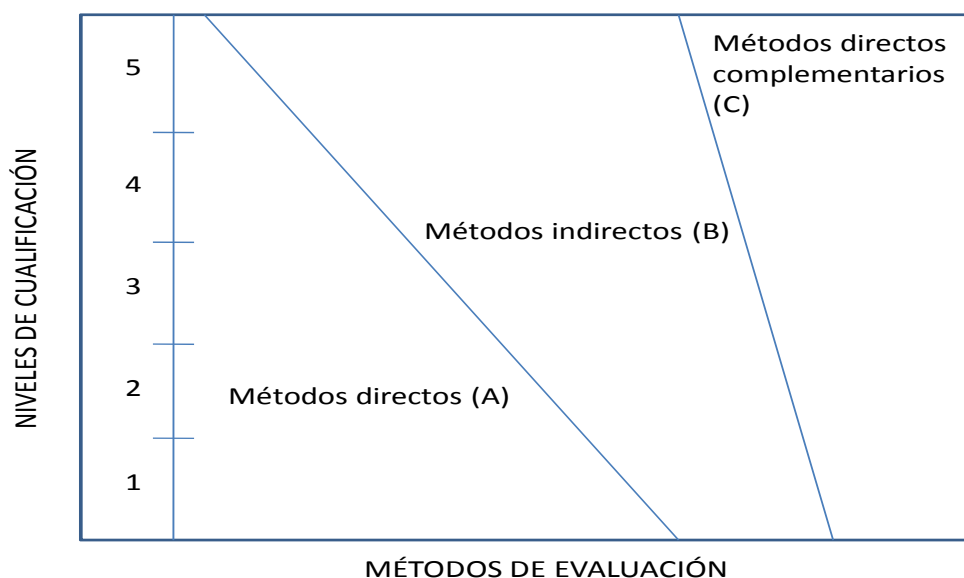 NIVELES DE CUALIFICACIÓN
5
4
3
2
1
Métodos directos
complementarios
(C)
Métodos indirectos (B)
Métodos directos (A)
MÉTODOS DE EVALUACIÓN